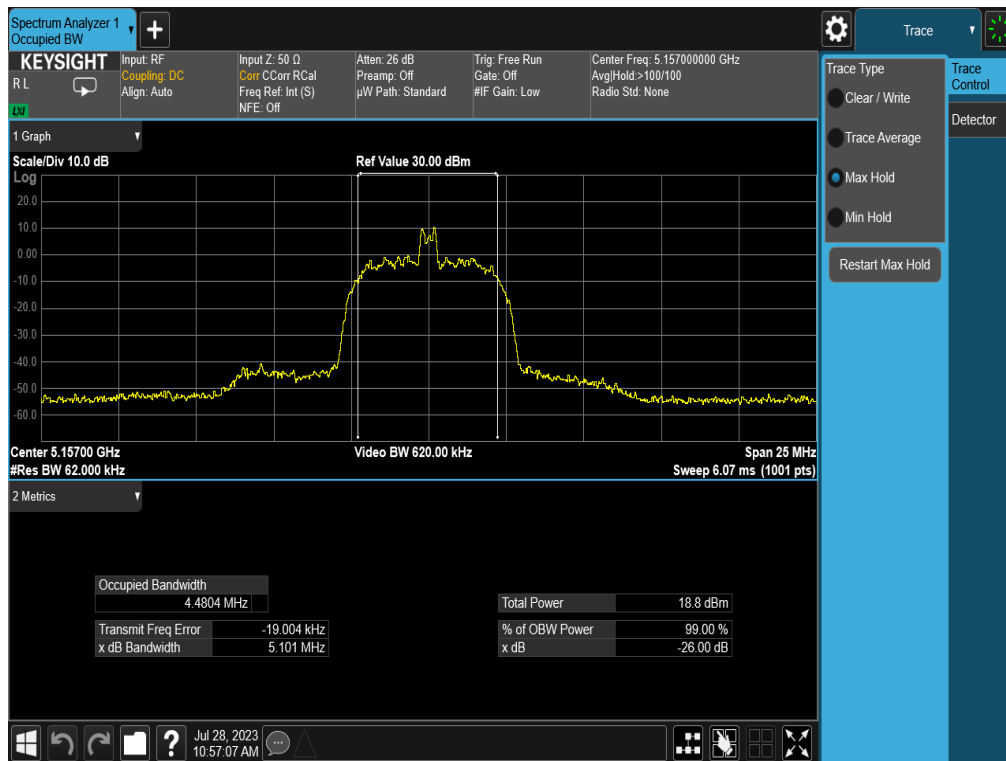 Spectrum Analyzer 1
Occupied BW
Trace
KEYSIGHT
R L
LXI
Input: RF
Coupling: DC
Align: Auto
Input Z: 50 Ω
Corr CCorr RCal
Freq Ref: Int (S)
NFE: Off
Atten: 26 dB
Preamp: Off
µW Path: Standard
Trig: Free Run
Gate: Off
#IF Gain: Low
Center Freq: 5.157000000 GHz
Avg|Hold:>100/100
Radio Std: None
Trace Type
Clear / Write
Trace Average
Max Hold
Min Hold
Restart Max Hold
Trace
Control
Detector
1 Graph
Scale/Div 10.0 dB
Ref Value 30.00 dBm
Log
20.0
10.0
0.00
-10.0
-20.0
-30.0
-40.0
-50.0
-60.0
Center 5.15700 GHz
Video BW 620.00 kHz
Span 25 MHz
#Res BW 62.000 kHz
Sweep 6.07 ms (1001 pts)
2 Metrics
Occupied Bandwidth
4.4804 MHz
Total Power 18.8 dBm
Transmit Freq Error -19.004 kHz
% of OBW Power 99.00 %
x dB Bandwidth 5.101 MHz
x dB -26.00 dB
?
Jul 28, 2023
10:57:07 AM